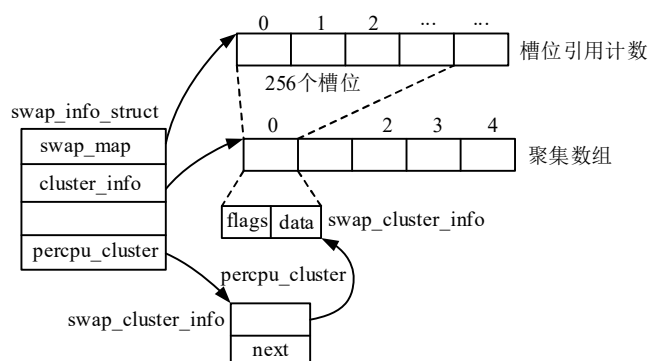 0 1 2 ... ...
槽位引用计数
256个槽位
swap_info_struct
swap_map
0 2 3 4
聚集数组
cluster_info
flags data swap_cluster_info
percpu_cluster
percpu_cluster
swap_cluster_info
next